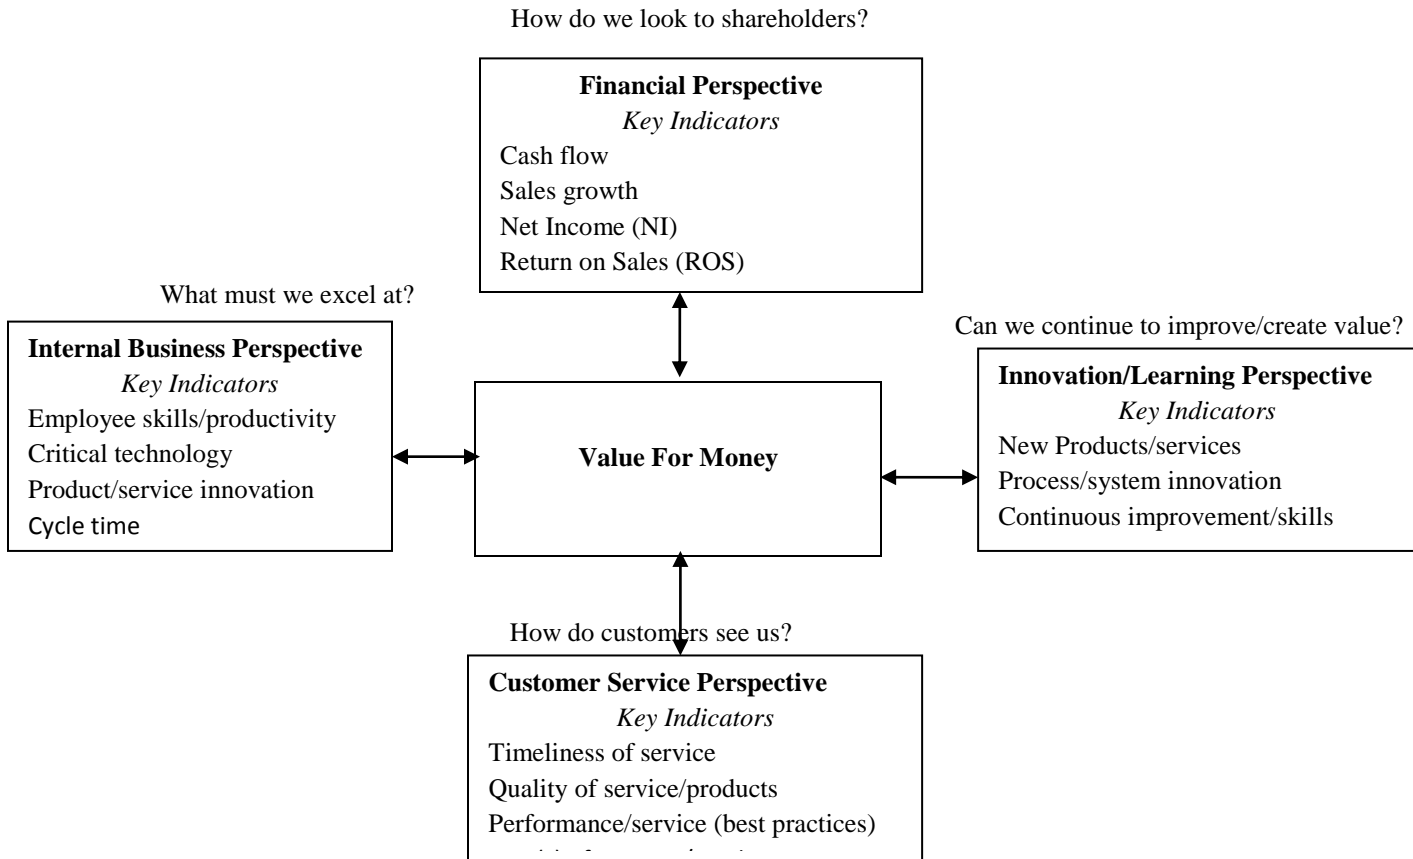 How do we look to shareholders?
Financial Perspective
Key Indicators
Cash flow
Sales growth
Net Income (NI)
Return on Sales (ROS)
What must we excel at?
Internal Business Perspective
Key Indicators
Employee skills/productivity
Critical technology
Product/service innovation
Cycle time
Value For Money
Can we continue to improve/create value?
Innovation/Learning Perspective
Key Indicators
New Products/services
Process/system innovation
Continuous improvement/skills
How do customers see us?
Customer Service Perspective
Key Indicators
Timeliness of service
Quality of service/products
Performance/service (best practices)